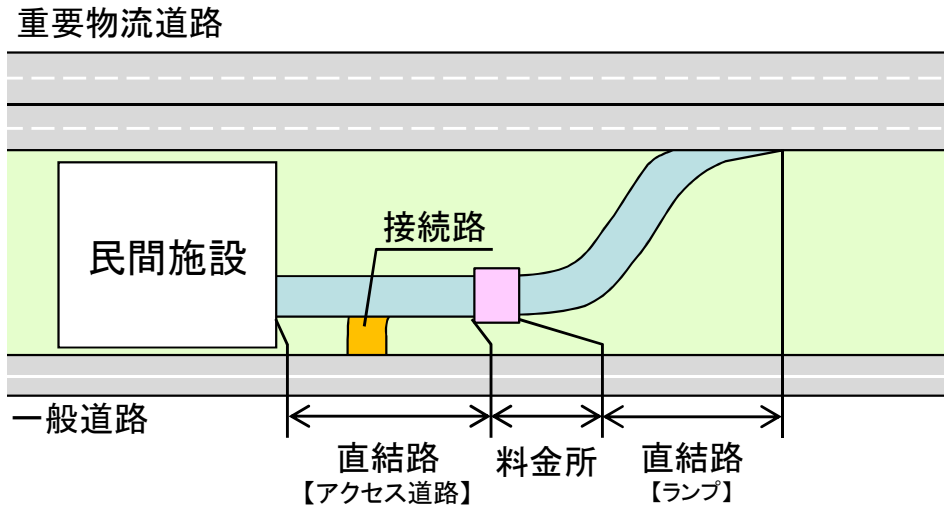 重要物流道路
接続路
民間施設
一般道路
直結路
【アクセス道路】
料金所
直結路
【ランプ】